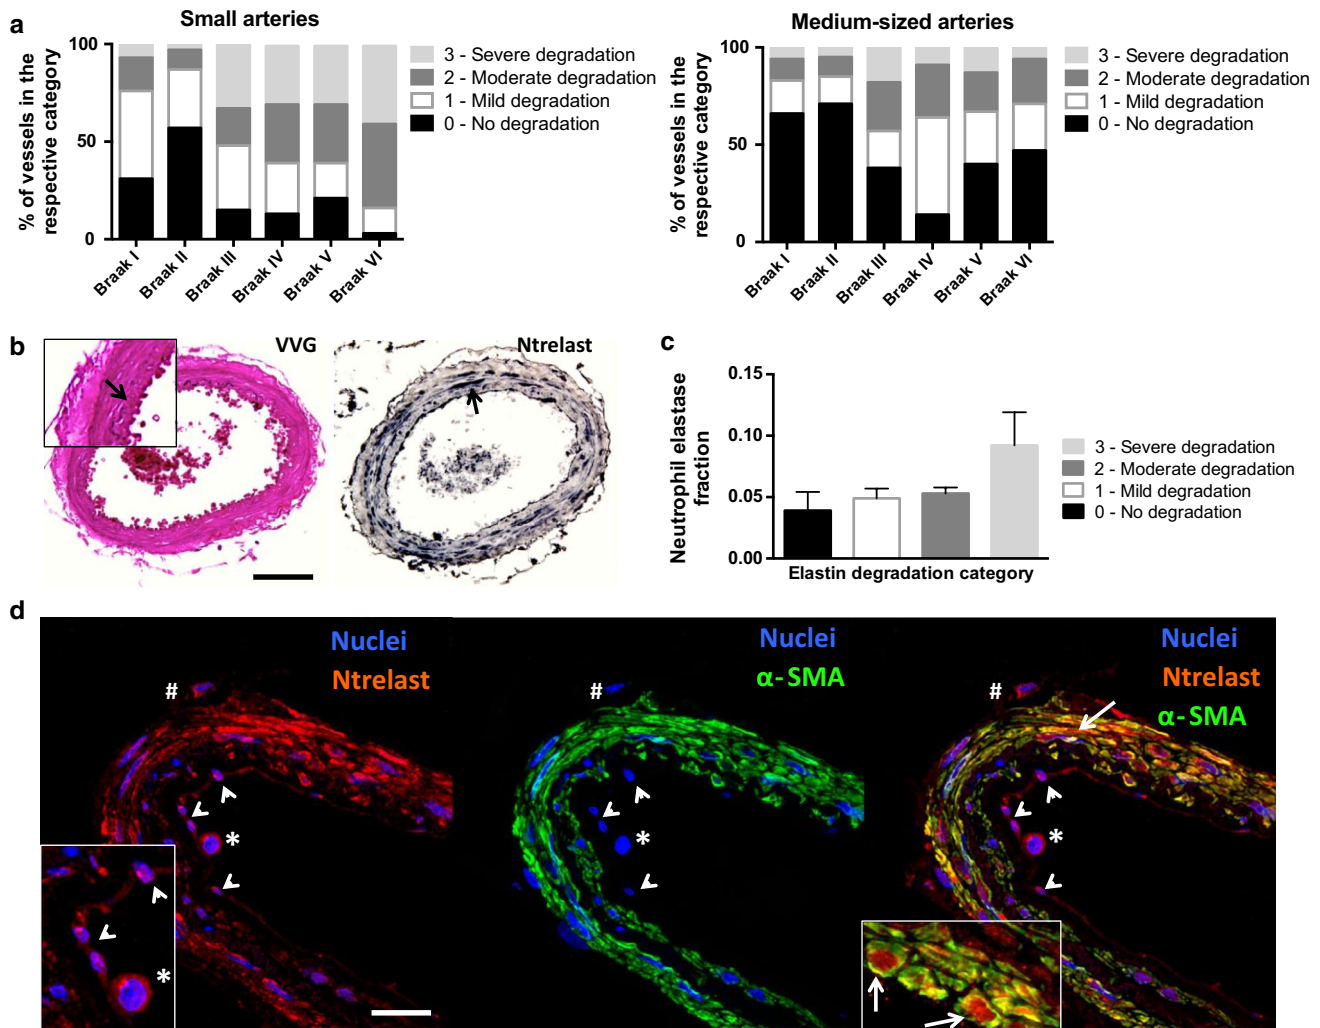 a
Small arteries
% of vessels in the
respective category
100
50
0
Braak I
Braak II
Braak III
Braak IV
Braak V
Braak VI
3 - Severe degradation
2 - Moderate degradation
1 - Mild degradation
0 - No degradation
Medium-sized arteries
% of vessels in the
respective category
100
50
0
Braak I
Braak II
Braak III
Braak IV
Braak V
Braak VI
3 - Severe degradation
2 - Moderate degradation
1 - Mild degradation
0 - No degradation
b
VVG
Ntrelast
c
Neutrophil elastase
fraction
0.15
0.10
0.05
0.00
Elastin degradation category
3 - Severe degradation
2 - Moderate degradation
1 - Mild degradation
0 - No degradation
d
Nuclei
Ntrelast
#
*
*
Nuclei
α-SMA
#
*
Nuclei
Ntrelast
α-SMA
#
*